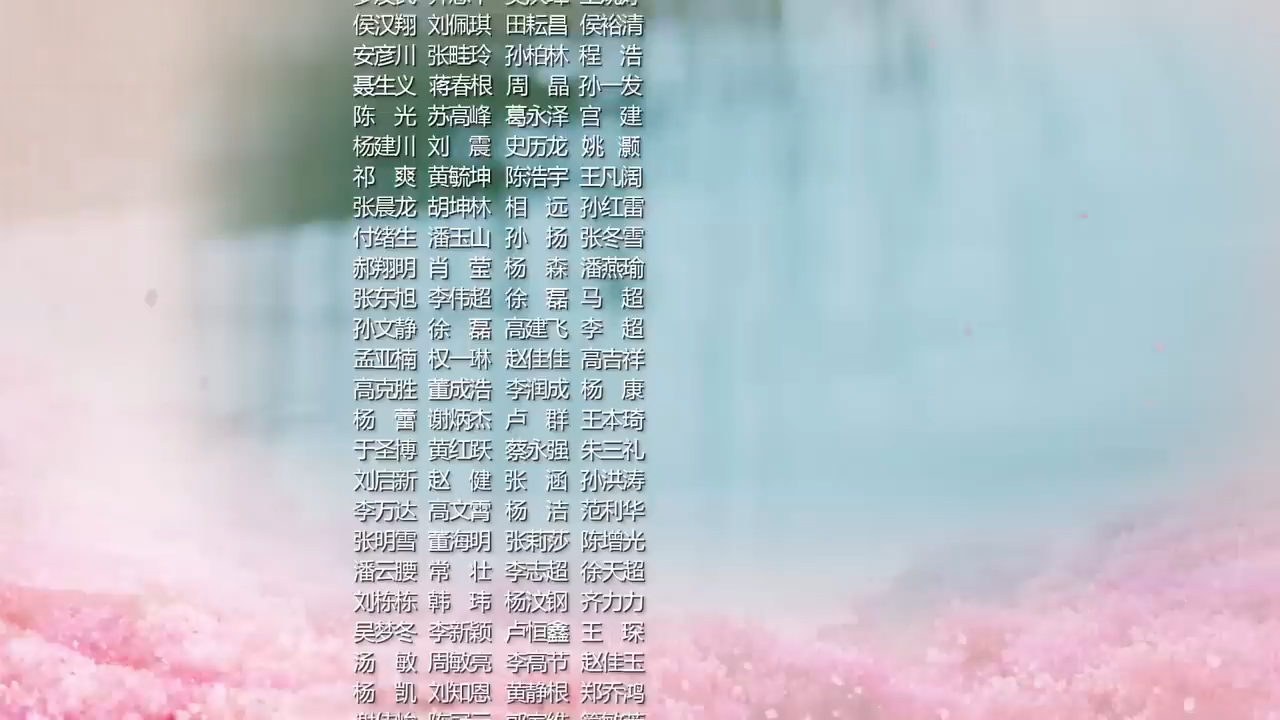 侯汉翔 刘佩琪 田耘昌 侯裕清
安彦川 张畦玲 孙柏林 程 浩
聂生义 蒋春根 周 晶 孙一发
陈 光 苏高峰 葛永泽 宫 建
杨建川 刘 震 史历龙 姚 灏
祁 爽 黄毓坤 陈浩宇 王凡阔
张晨龙 胡坤林 相 远 孙红雷
付绪生 潘玉山 孙 扬 张冬雪
郝翔明 肖 莹 杨 森 潘燕瑜
张东旭 李伟超 徐 磊 马 超
孙文静 徐 磊 高建飞 李 超
孟亚楠 权一琳 赵佳佳 高吉祥
高克胜 董成浩 李润成 杨 康
杨 蕾 谢炳杰 卢 群 王本琦
于圣博 黄红跃 蔡永强 朱三礼
刘启新 赵 健 张 涵 孙洪涛
李万达 高文霄 杨 洁 范利华
张明雪 董海明 张莉莎 陈增光
潘云腰 常 壮 李志超 徐天超
刘栋栋 韩 玮 杨汶钢 齐力力
吴梦冬 李新颖 卢恒鑫 王 琛
汤 敏 周敏亮 李高节 赵佳玉
杨 凯 刘知恩 黄静根 郑乔鸿